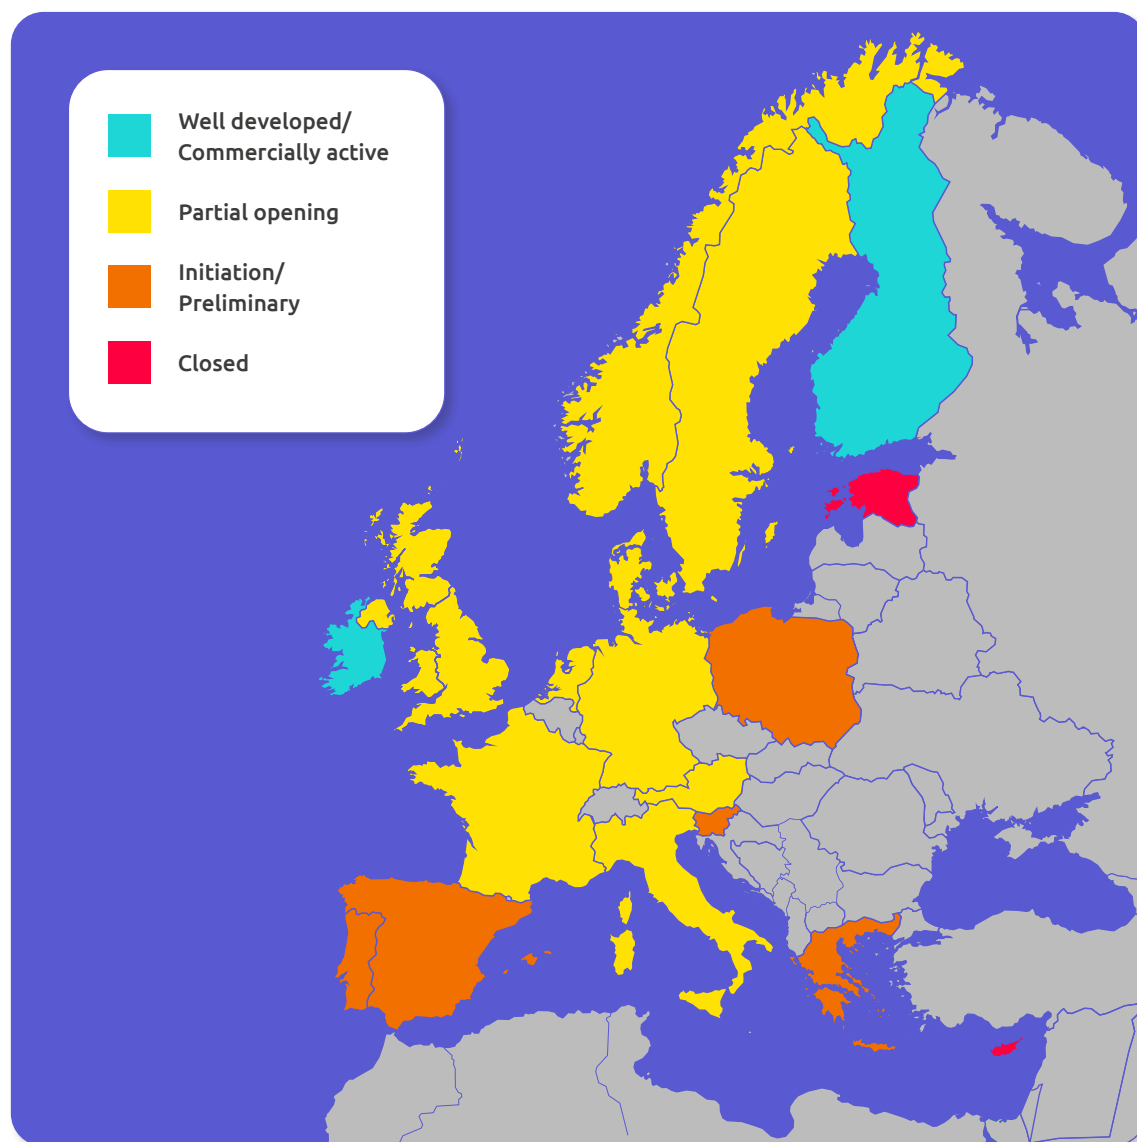 Well developed/
Commercially active
Partial opening
Initiation/
Preliminary
Closed